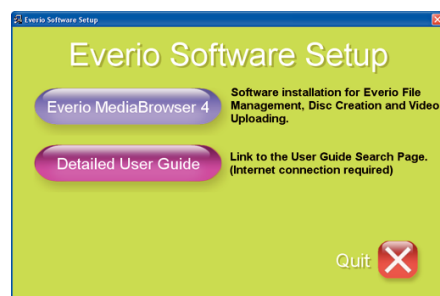 Everio Software Setup
Everio Software Setup
Everio MediaBrowser 4
Software installation for Everio File
Management, Disc Creation and Video
Uploading.
Detailed User Guide
Link to the User Guide Search Page.
(Internet connection required)
Quit